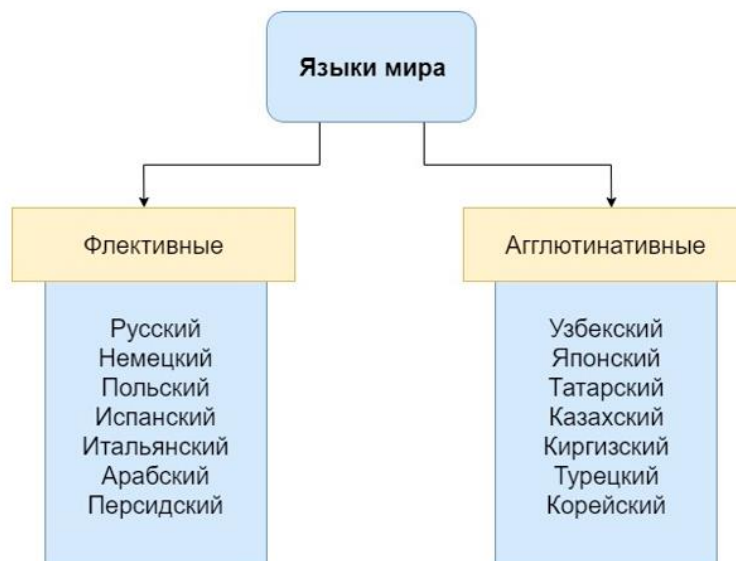 Языки мира
Флективные
Русский
Немецкий
Польский
Испанский
Итальянский
Арабский
Персидский
Агглютинативные
Узбекский
Японский
Татарский
Казахский
Киргизский
Турецкий
Корейский